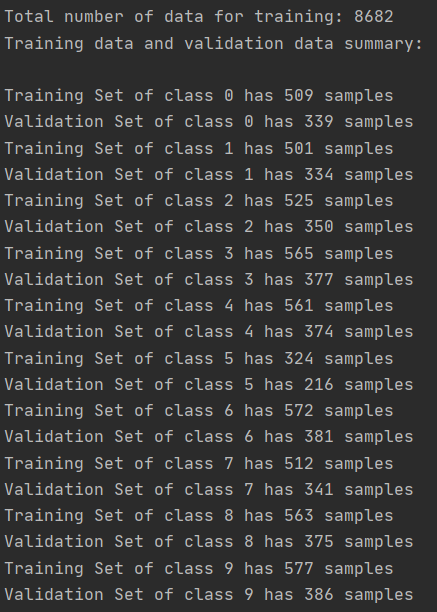 Total number of data for training: 8682
Training data and validation data summary:
Training Set of class 0 has 509 samples
Validation Set of class 0 has 339 samples
Training Set of class 1 has 501 samples
Validation Set of class 1 has 334 samples
Training Set of class 2 has 525 samples
Validation Set of class 2 has 350 samples
Training Set of class 3 has 565 samples
Validation Set of class 3 has 377 samples
Training Set of class 4 has 561 samples
Validation Set of class 4 has 374 samples
Training Set of class 5 has 324 samples
Validation Set of class 5 has 216 samples
Training Set of class 6 has 572 samples
Validation Set of class 6 has 381 samples
Training Set of class 7 has 512 samples
Validation Set of class 7 has 341 samples
Training Set of class 8 has 563 samples
Validation Set of class 8 has 375 samples
Training Set of class 9 has 577 samples
Validation Set of class 9 has 386 samples